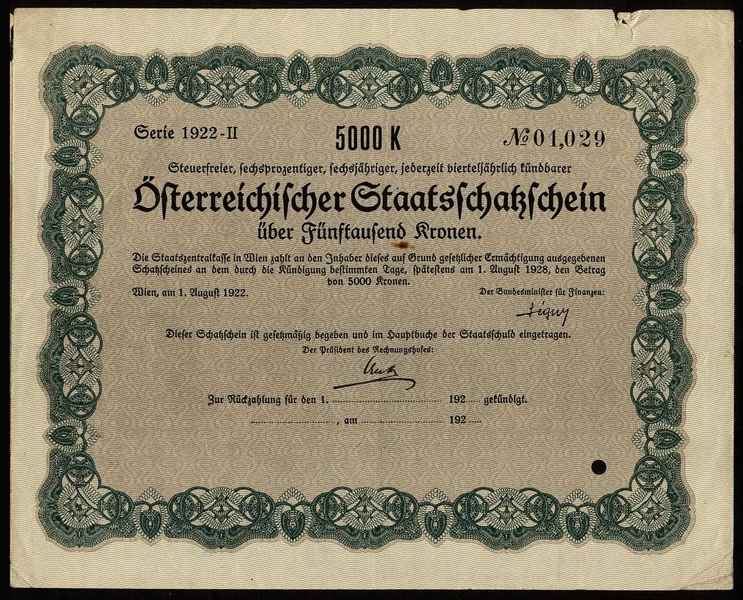 Serie 1922-II
5000 K
№ 01,029
Steuerfreier, sechsprozentiger, sechsjähriger, jederzeit vierteljährlich kündbarer
Österreichischer Staatsschatzschein
über Fünftausend Kronen.
Die Staatszentralkasse in Wien zahlt an den Inhaber dieses auf Grund gesetzlicher Ermächtigung ausgegebenen
Schatzscheines an dem durch die Kündigung bestimmten Tage, spätestens am 1. August 1928, den Betrag
von 5000 Kronen.
Wien, am 1. August 1922.
Der Bundesminister für Finanzen:
Dieser Schatzschein ist gesetzmäßig begeben und im Hauptbuche der Staatsschuld eingetragen.
Der Präsident des Rechnungshofes:
Zur Rückzahlung für den 1. .................... 192..... gekündigt.
...................., am .................... 192.....